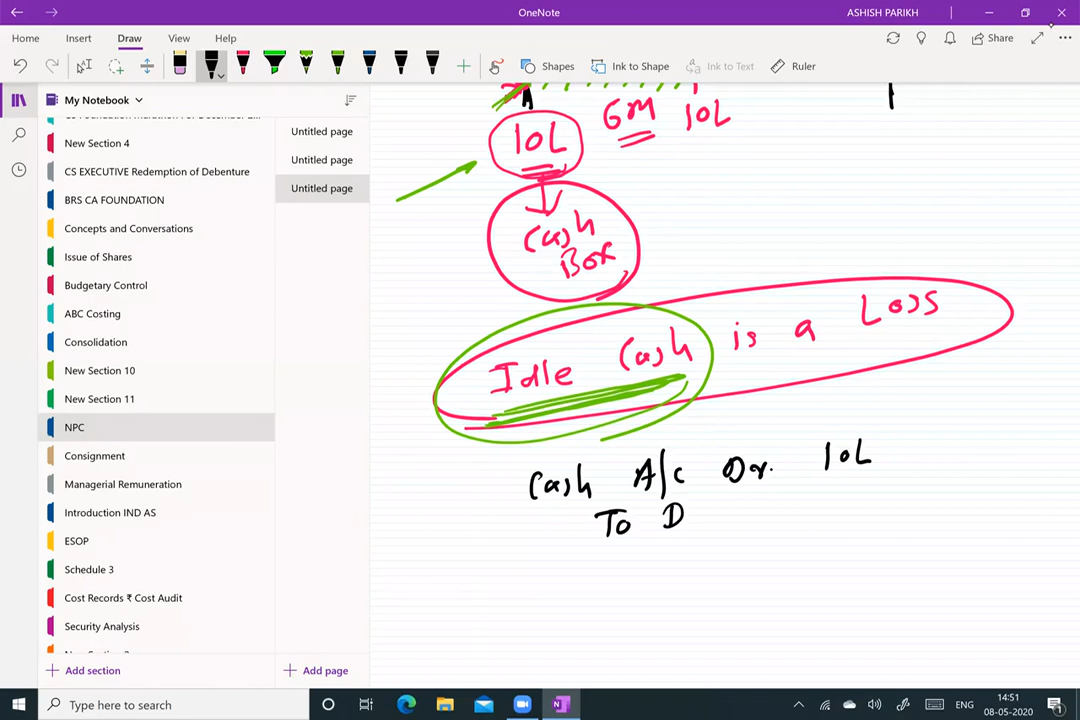 OneNote
ASHISH PARIKH
Home Insert Draw View Help
Share
Shapes Ink to Shape Ink to Text Ruler
My Notebook
New Section 4
CS EXECUTIVE Redemption of Debenture
BRS CA FOUNDATION
Concepts and Conversations
Issue of Shares
Budgetary Control
ABC Costing
Consolidation
New Section 10
New Section 11
NPC
Consignment
Managerial Remuneration
Introduction IND AS
ESOP
Schedule 3
Cost Records ₹ Cost Audit
Security Analysis
Add section
Untitled page
Untitled page
Untitled page
Add page
A
10L 6M 10L
Cash
Box
Idle Cash is a Loss
Cash A/c Dr. 10L
To D
Type here to search
ENG
14:51
08-05-2020
1